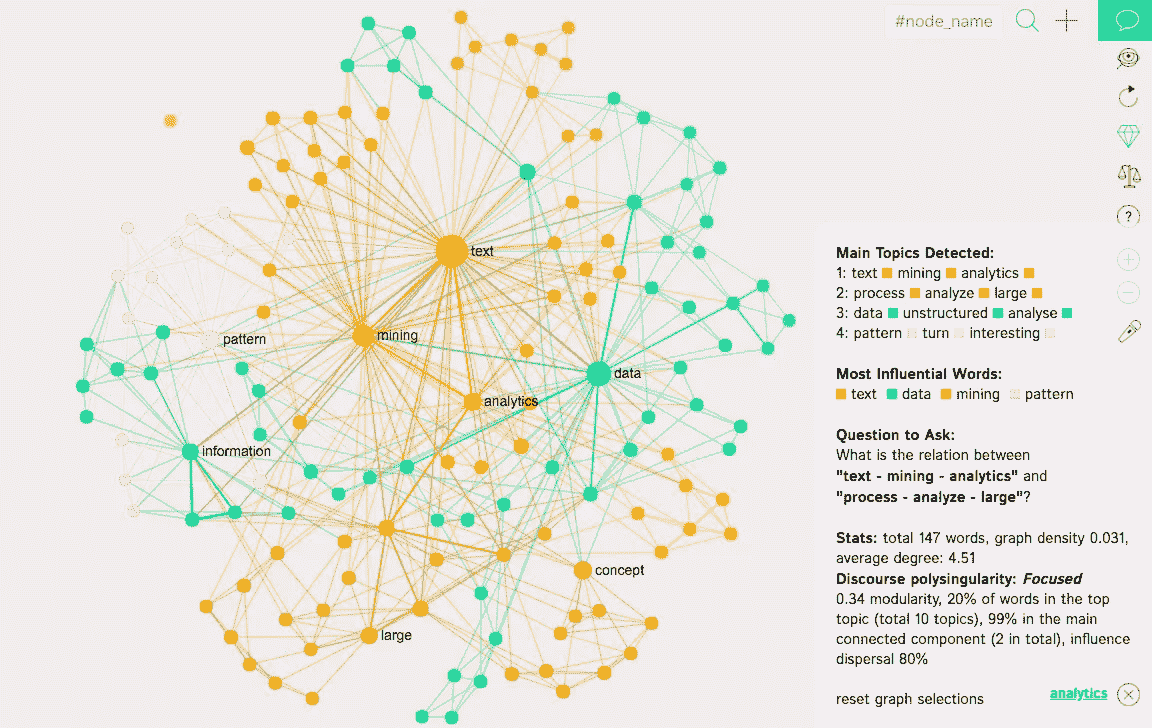 #node_name
text
mining
pattern
data
analytics
information
concept
large
?
Main Topics Detected:
1: text mining analytics
2: process analyze large
3: data unstructured analyse
4: pattern turn interesting
Most Influential Words:
text data mining pattern
Question to Ask:
What is the relation between
"text - mining - analytics" and
"process - analyze - large"?
Stats: total 147 words, graph density 0.031,
average degree: 4.51
Discourse polysingularity: Focused
0.34 modularity, 20% of words in the top
topic (total 10 topics), 99% in the main
connected component (2 in total), influence
dispersal 80%
reset graph selections
analytics